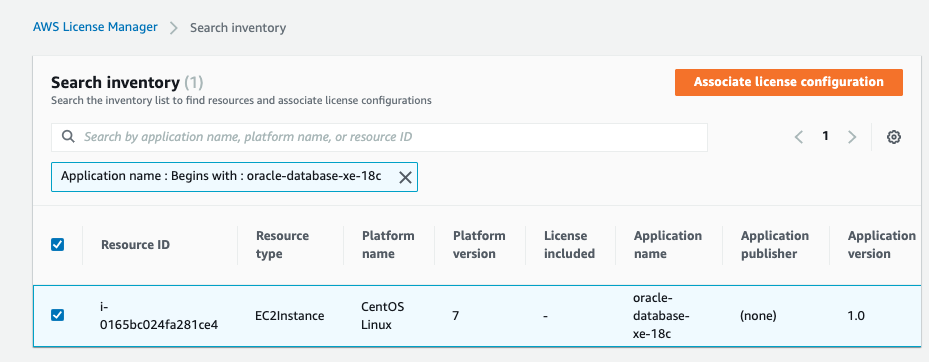 AWS License Manager > Search inventory
Search inventory (1)
Associate license configuration
Search the inventory list to find resources and associate license configurations
Search by application name, platform name, or resource ID
1
Application name : Begins with : oracle-database-xe-18c
Resource ID
Resource
type
Platform
name
Platform
version
License
included
Application
name
Application
publisher
Application
version
i-
0165bc024fa281ce4
EC2Instance
CentOS
Linux
7
-
oracle-
database-
xe-18c
(none)
1.0